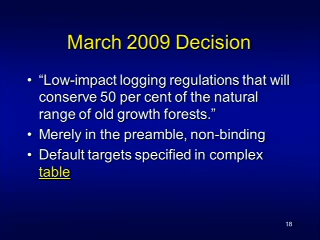 March 2009 Decision
• “Low-impact logging regulations that will
conserve 50 per cent of the natural
range of old growth forests.”
• Merely in the preamble, non-binding
• Default targets specified in complex
table
18